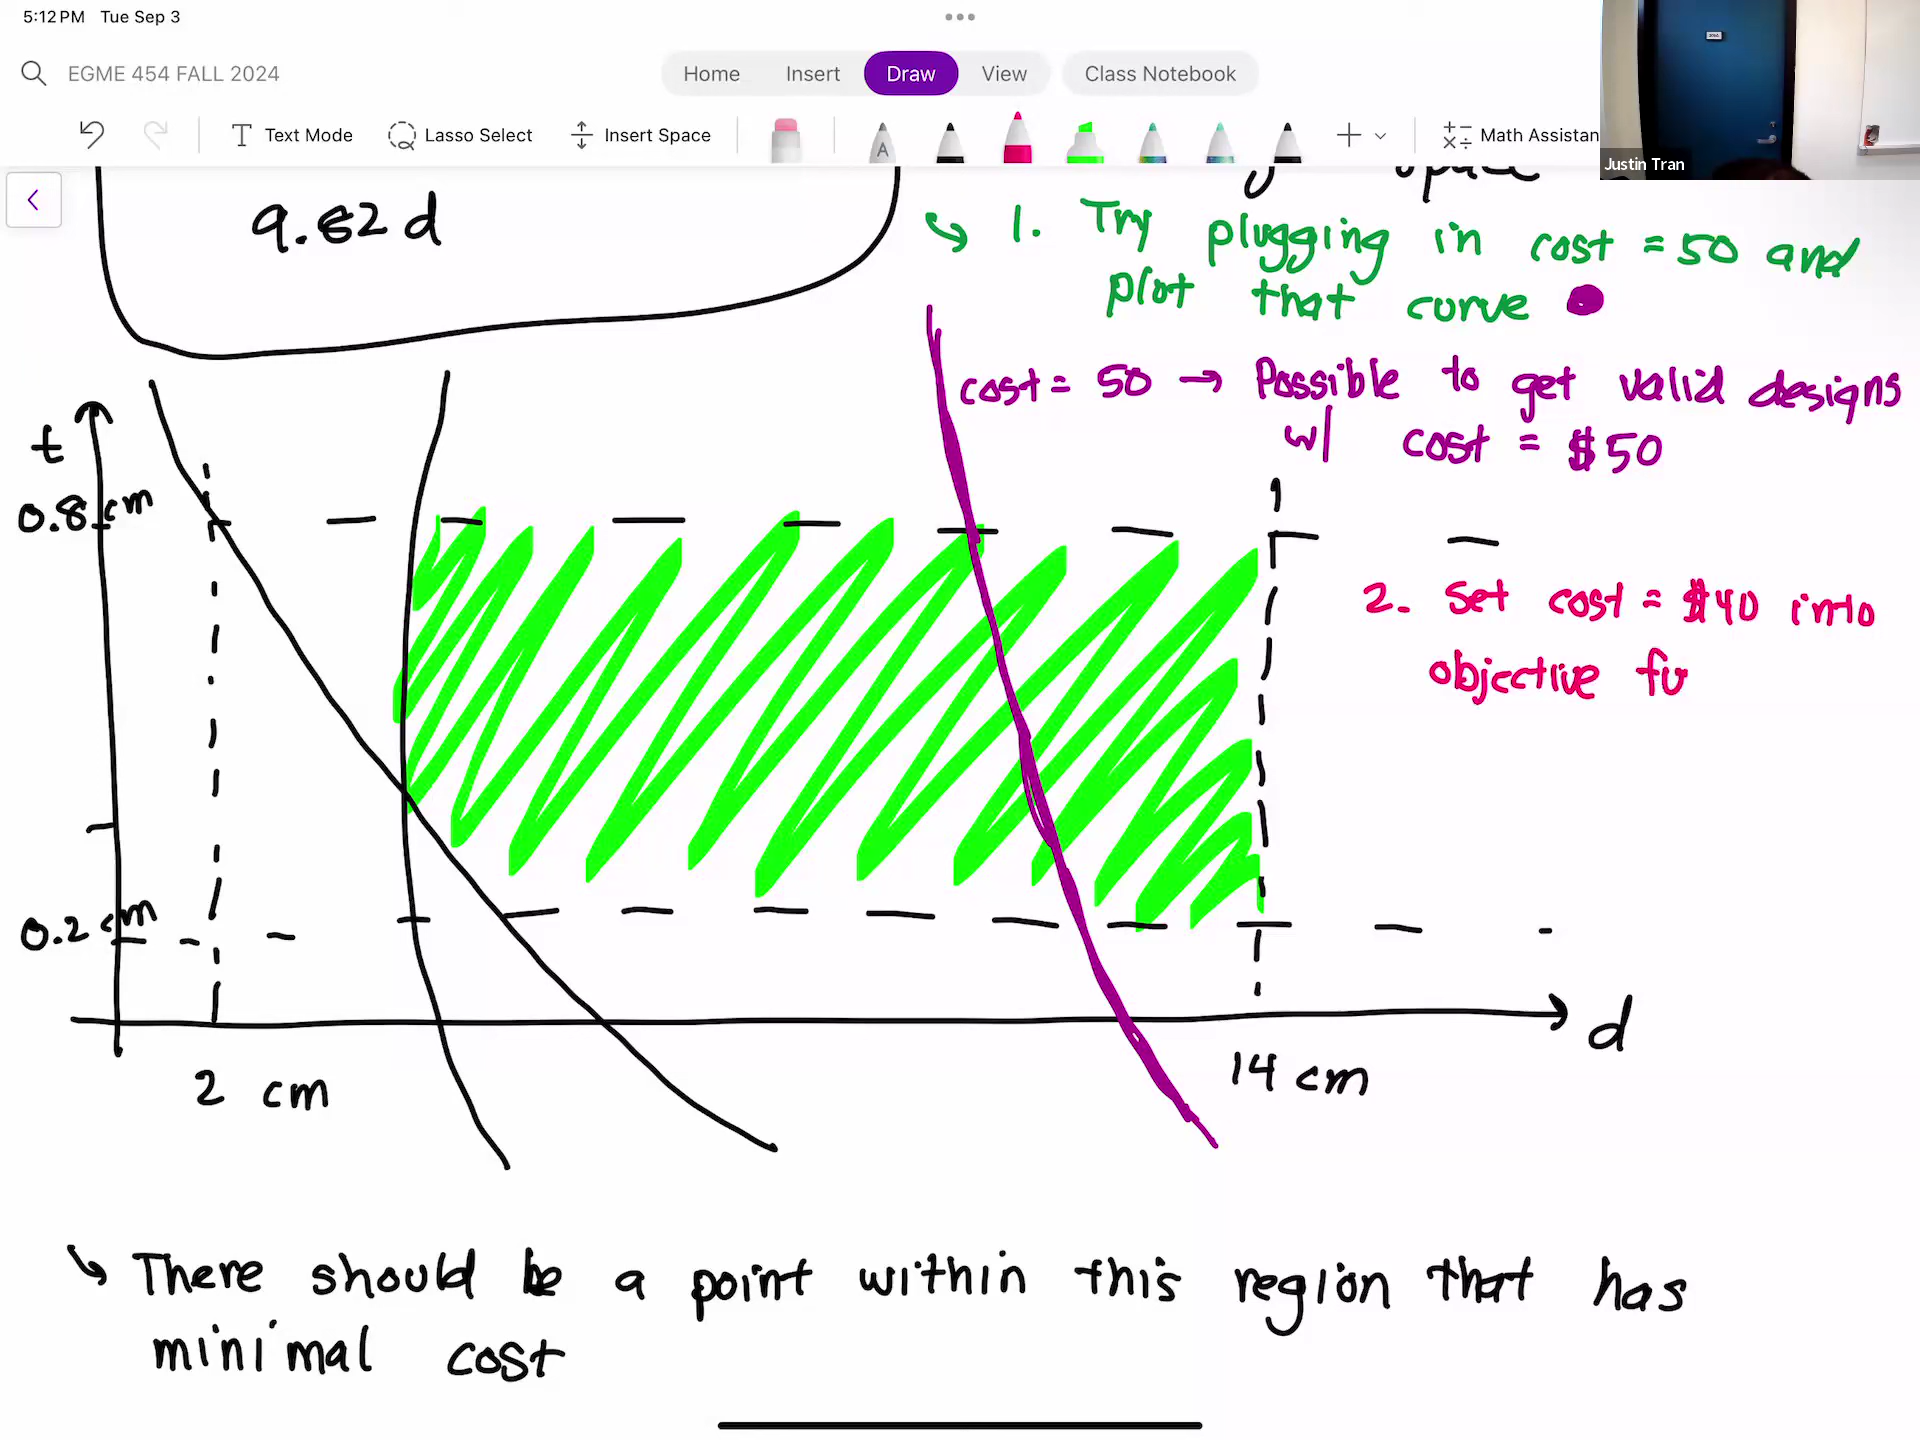 5:12 PM Tue Sep 3
EGME 454 FALL 2024
Home Insert Draw View Class Notebook
Text Mode Lasso Select Insert Space Math Assistan
Justin Tran
9.82 d
1. Try plugging in cost = 50 and
plot that curve
cost = 50 → Possible to get valid designs
w/ cost = $50
t
0.8 cm
2. Set cost = $40 into
objective fu
0.2 cm
d
2 cm
14 cm
There should be a point within this region that has
minimal cost